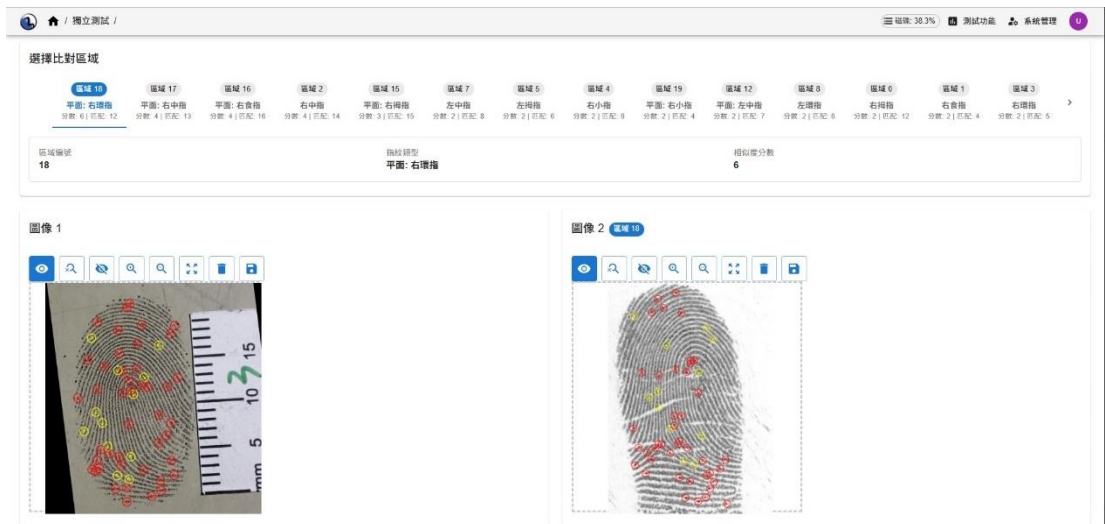 / 獨立測試 /
磁碟: 38.3% 測試功能 系統管理 U
選擇比對區域
區域 18 區域 17 區域 16 區域 2 區域 15 區域 7 區域 5 區域 4 區域 19 區域 12 區域 8 區域 0 區域 1 區域 3
平面: 右環指 平面: 右中指 平面: 右食指 右中指 平面: 右拇指 左中指 左拇指 右小指 平面: 右小指 平面: 左中指 左環指 右拇指 右食指 右環指
分數: 6 | 匹配: 12 分數: 4 | 匹配: 13 分數: 4 | 匹配: 16 分數: 2 | 匹配: 14 分數: 3 | 匹配: 15 分數: 2 | 匹配: 8 分數: 2 | 匹配: 6 分數: 2 | 匹配: 分數: 2 | 匹配: 4 分數: 2 | 匹配: 7 分數: 2 | 匹配: 分數: 2 | 匹配: 12 分數: 2 | 匹配: 4 分數: 2 | 匹配: 5
區域編號 指紋類型 相似度分數
18 平面: 右環指 6
圖像 1
圖像 2 區域 18
15
3
10
5
mm